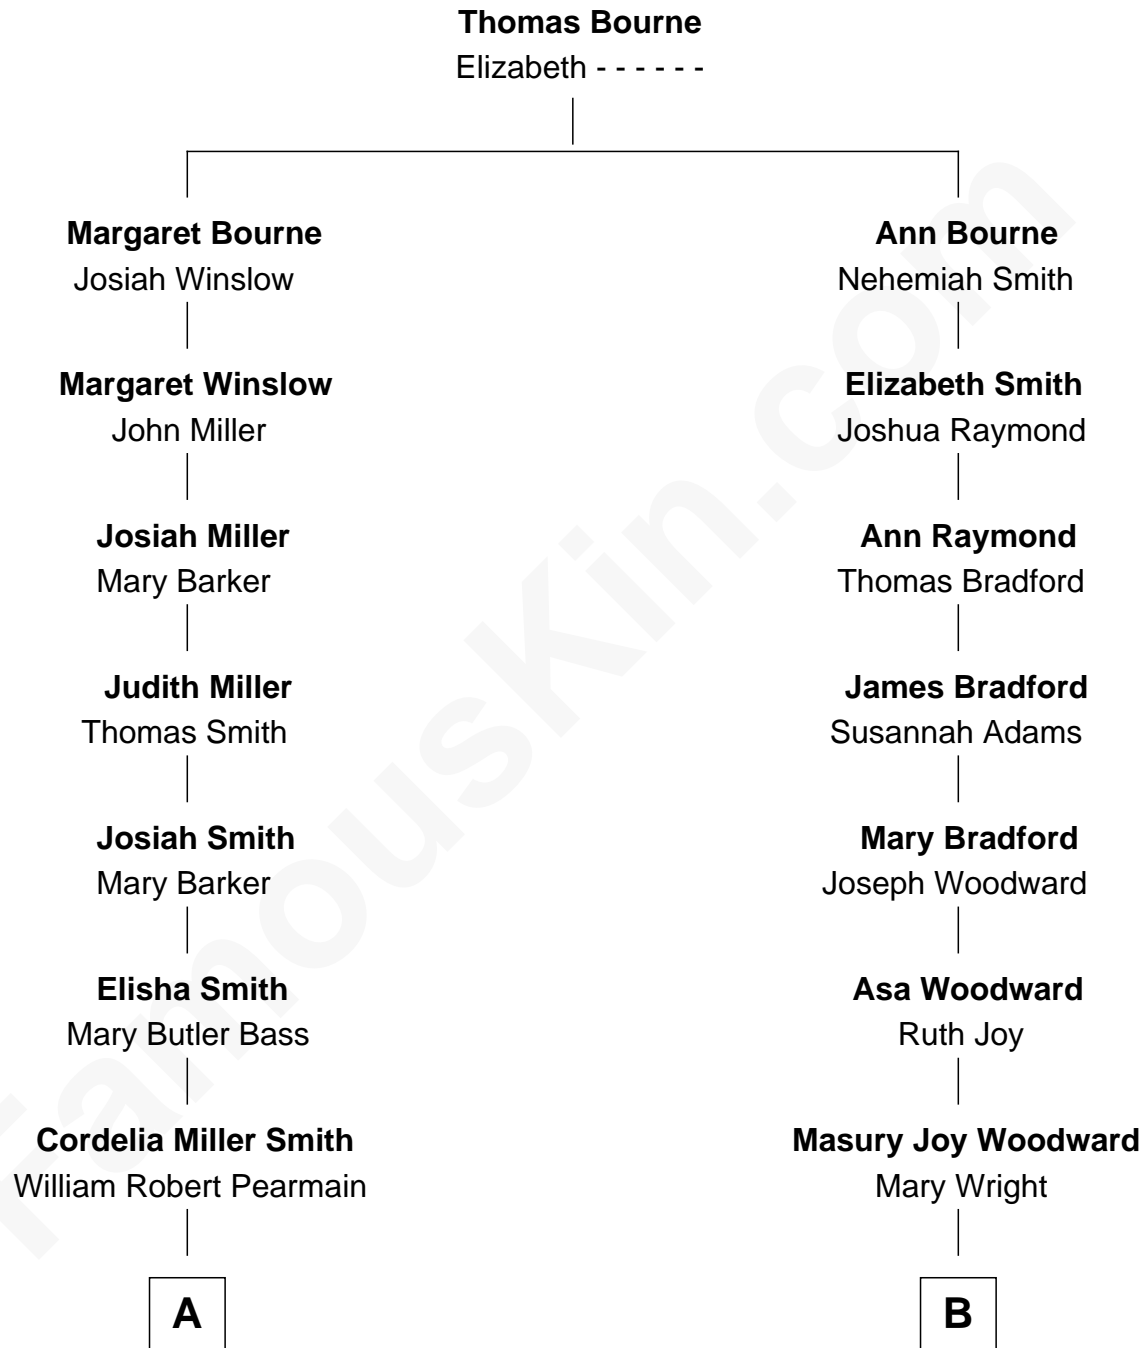 Thomas Bourne
Elizabeth - - - - - -
Margaret Bourne
Josiah Winslow
Ann Bourne
Nehemiah Smith
Margaret Winslow
John Miller
Elizabeth Smith
Joshua Raymond
Josiah Miller
Mary Barker
Ann Raymond
Thomas Bradford
Judith Miller
Thomas Smith
James Bradford
Susannah Adams
Josiah Smith
Mary Barker
Mary Bradford
Joseph Woodward
Elisha Smith
Mary Butler Bass
Asa Woodward
Ruth Joy
Cordelia Miller Smith
William Robert Pearmain
Masury Joy Woodward
Mary Wright
A
B
FamousKin.com